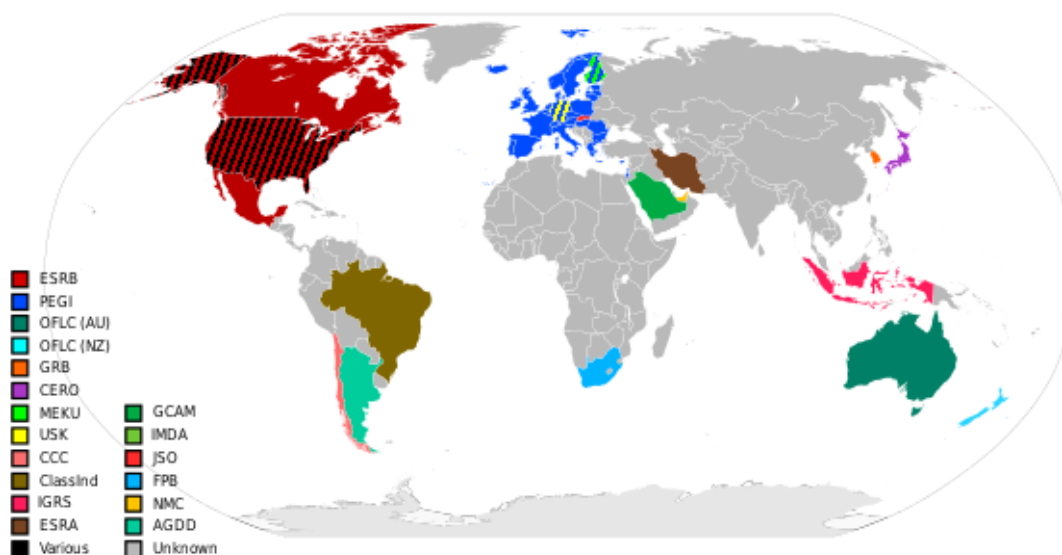 ESRB
PEGI
OFLC (AU)
OFLC (NZ)
GRB
CERO
MEKU
USK
CCC
ClassInd
IGRS
ESRA
Various
GCAM
IMDA
JSO
FPB
NMC
AGDD
Unknown